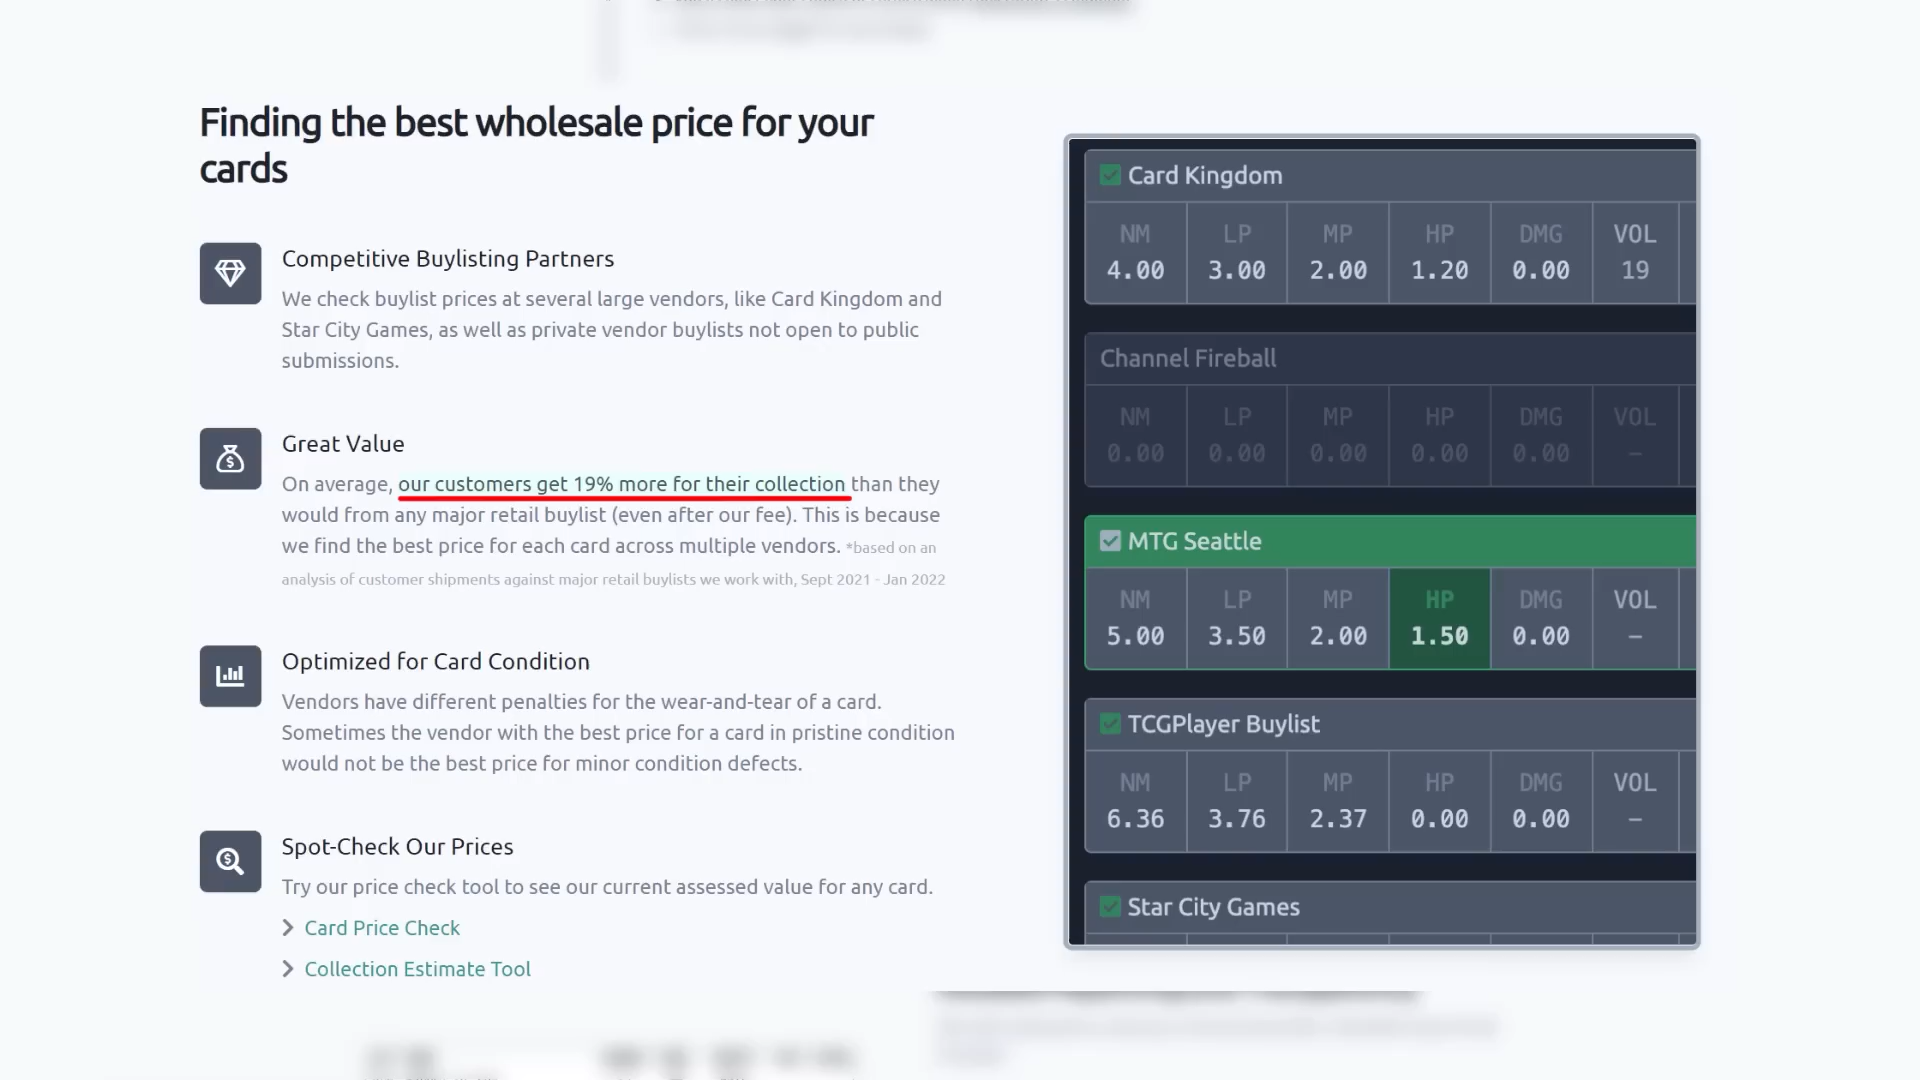 Finding the best wholesale price for your
cards
Competitive Buylisting Partners
We check buylist prices at several large vendors, like Card Kingdom and
Star City Games, as well as private vendor buylists not open to public
submissions.
Great Value
On average, our customers get 19% more for their collection than they
would from any major retail buylist (even after our fee). This is because
we find the best price for each card across multiple vendors. *based on an
analysis of customer shipments against major retail buylists we work with, Sept 2021 - Jan 2022
Optimized for Card Condition
Vendors have different penalties for the wear-and-tear of a card.
Sometimes the vendor with the best price for a card in pristine condition
would not be the best price for minor condition defects.
Spot-Check Our Prices
Try our price check tool to see our current assessed value for any card.
Card Price Check
Collection Estimate Tool
Card Kingdom
NM LP MP HP DMG VOL
4.00 3.00 2.00 1.20 0.00 19
Channel Fireball
NM LP MP HP DMG VOL
0.00 0.00 0.00 0.00 0.00 –
MTG Seattle
NM LP MP HP DMG VOL
5.00 3.50 2.00 1.50 0.00 –
TCGPlayer Buylist
NM LP MP HP DMG VOL
6.36 3.76 2.37 0.00 0.00 –
Star City Games